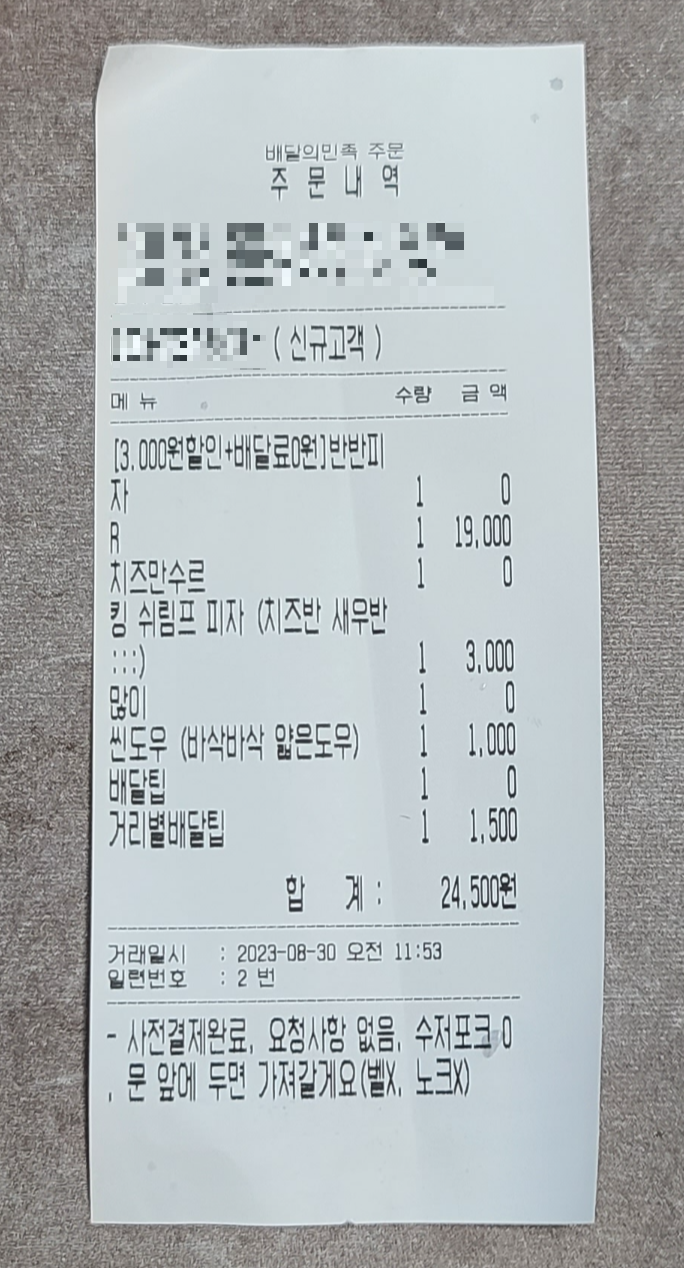 배달의민족 주문
주 문 내 역
( 신규고객 )
메 뉴 수량 금 액
[3.000원할인+배달료0원]반반피
자 1 0
R 1 19,000
치즈만수르 1 0
킹 쉬림프 피자 (치즈반 새우반
:::) 1 3,000
많이 1 0
씬도우 (바삭바삭 얇은도우) 1 1,000
배달팁 1 0
거리별배달팁 1 1,500
합 계 : 24,500원
거래일시 : 2023-08-30 오전 11:53
일련번호 : 2 번
- 사전결제완료, 요청사항 없음, 수저포크 0
, 문 앞에 두면 가져갈게요(벨X, 노크X)